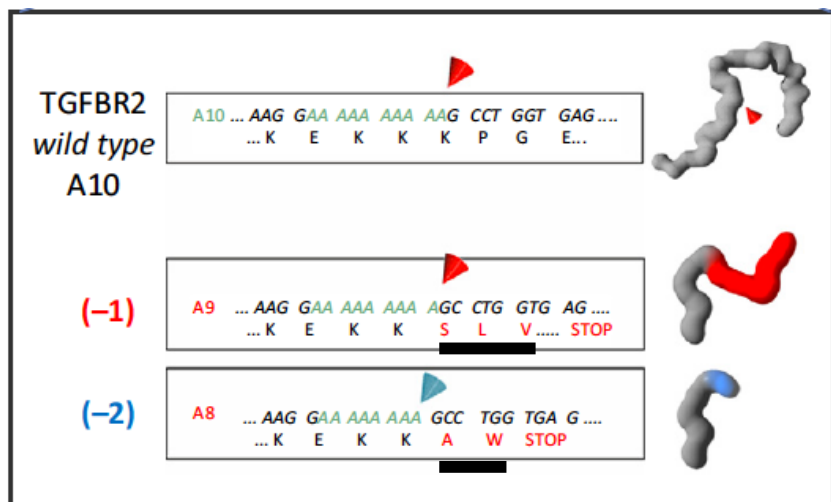 TGFBR2
wild type
A10
A10 ... AAG GAA AAA AAA AAG CCT GGT GAG....
... K E K K K P G E...
(–1)
A9 ... AAG GAA AAA AAA AGC CTG GTG AG ....
... K E K K S L V ..... STOP
(–2)
A8 ... AAG GAA AAAA AAA GCC TGG TGA G ....
... K E K K A W STOP